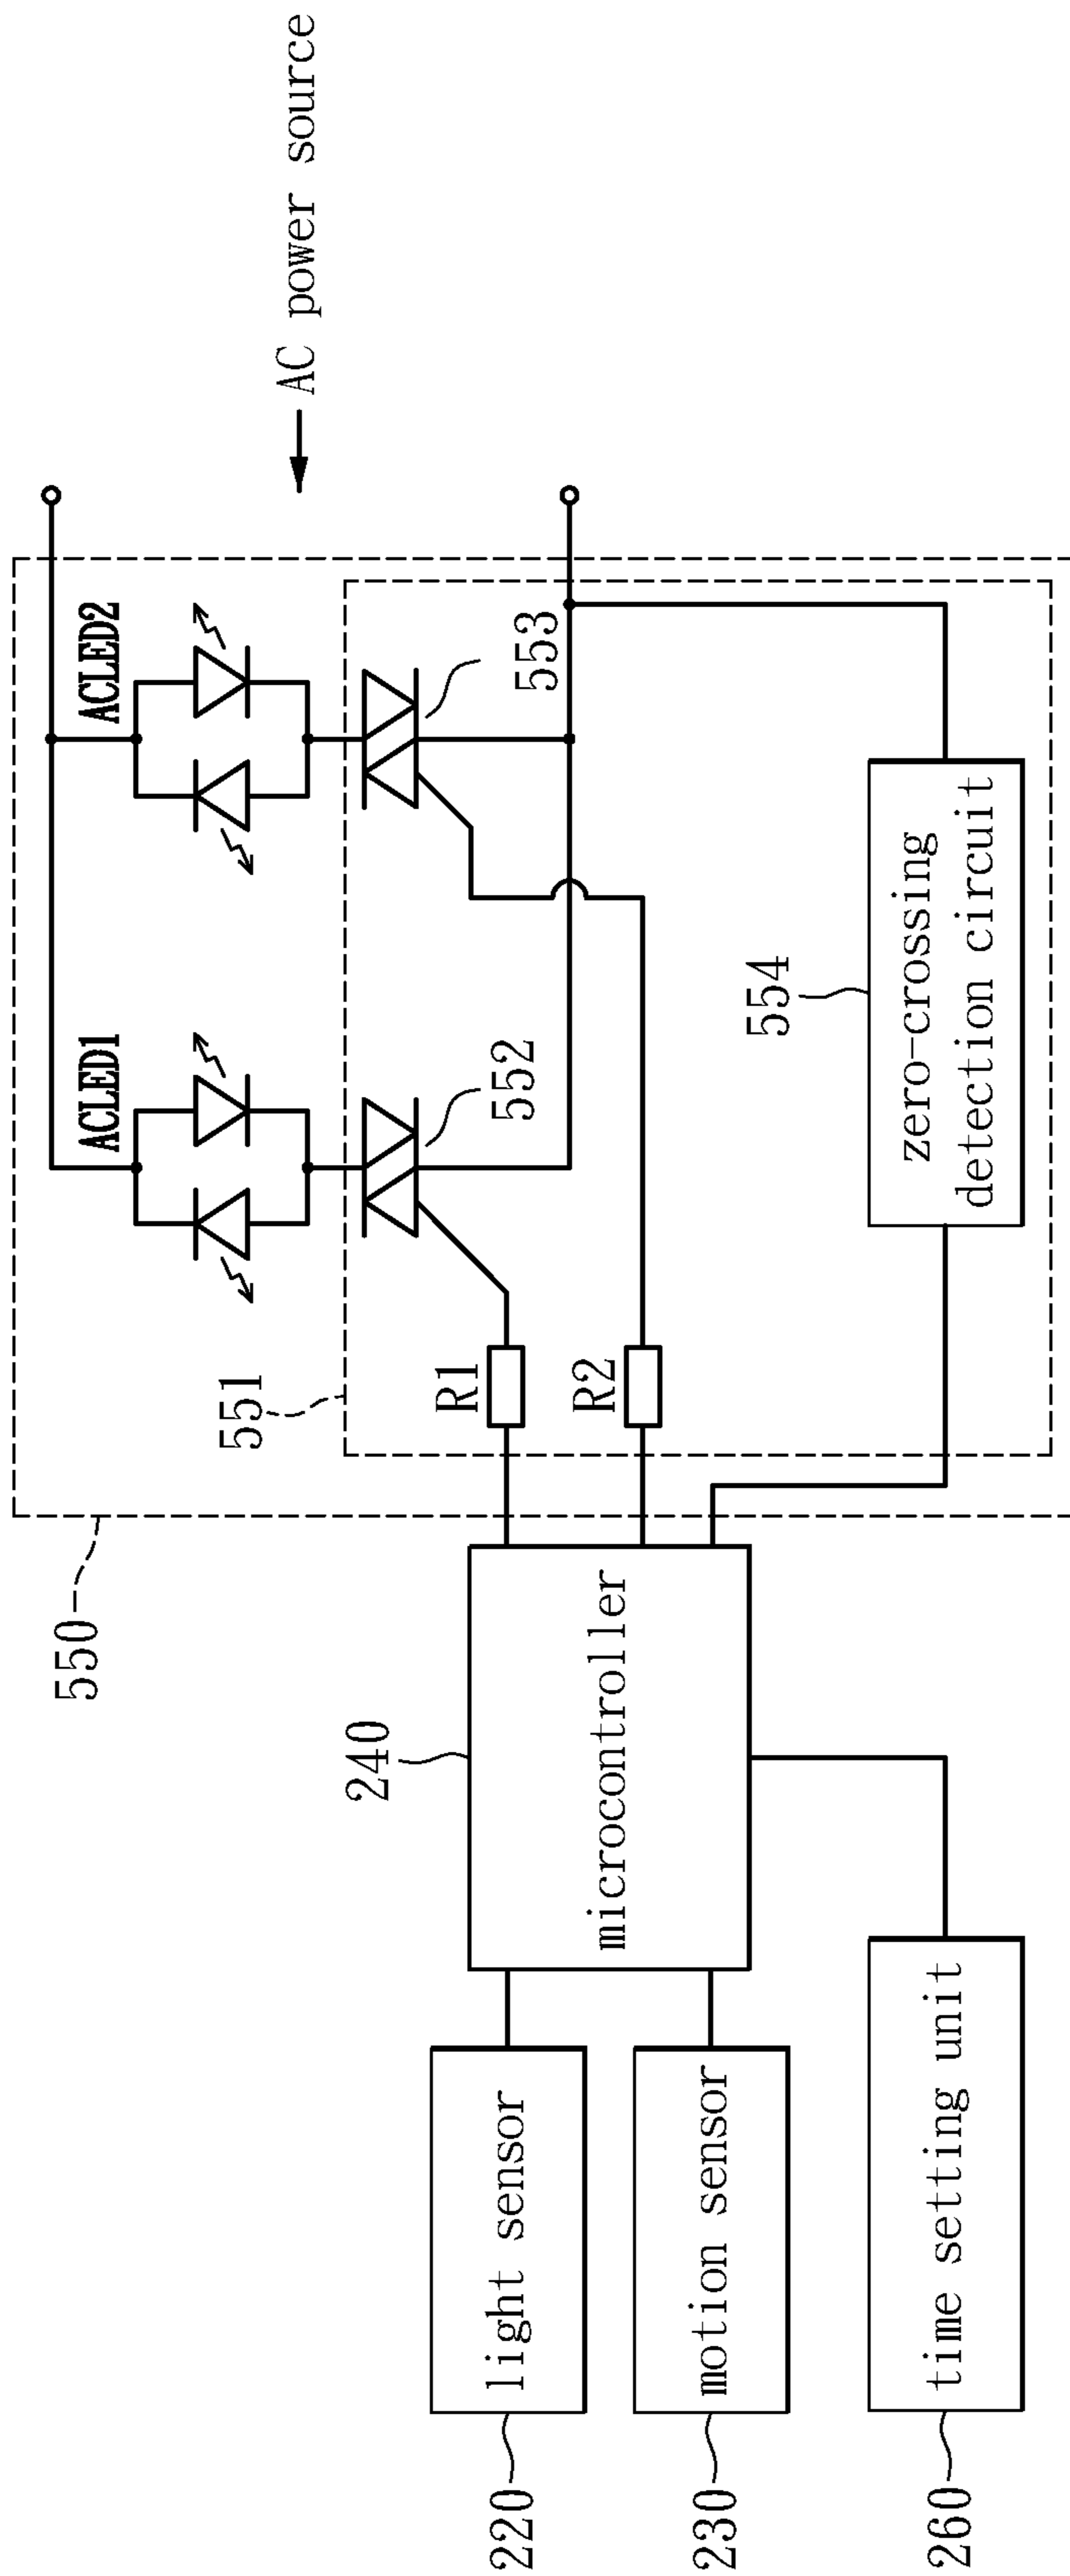 550
ACLED1
ACLED2
AC power source
551
552
553
R1
R2
554
zero-crossing
detection circuit
240
microcontroller
220
light sensor
230
motion sensor
260
time setting unit